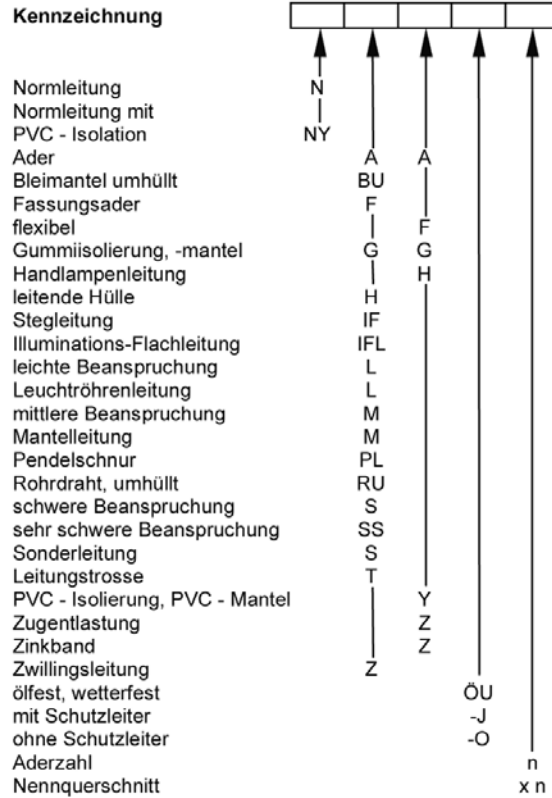 Kennzeichnung
Normleitung N
Normleitung mit
PVC - Isolation NY
Ader A A
Bleimantel umhüllt BU
Fassungsader F
flexibel F
Gummiisolierung, -mantel G G
Handlampenleitung H
leitende Hülle H
Stegleitung IF
Illuminations-Flachleitung IFL
leichte Beanspruchung L
Leuchtröhrenleitung L
mittlere Beanspruchung M
Mantelleitung M
Pendelschnur PL
Rohrdraht, umhüllt RU
schwere Beanspruchung S
sehr schwere Beanspruchung SS
Sonderleitung S
Leitungstrosse T
PVC - Isolierung, PVC - Mantel Y
Zugentlastung Z
Zinkband Z
Zwillingsleitung Z
ölfest, wetterfest ÖU
mit Schutzleiter -J
ohne Schutzleiter -O
Aderzahl n
Nennquerschnitt x n